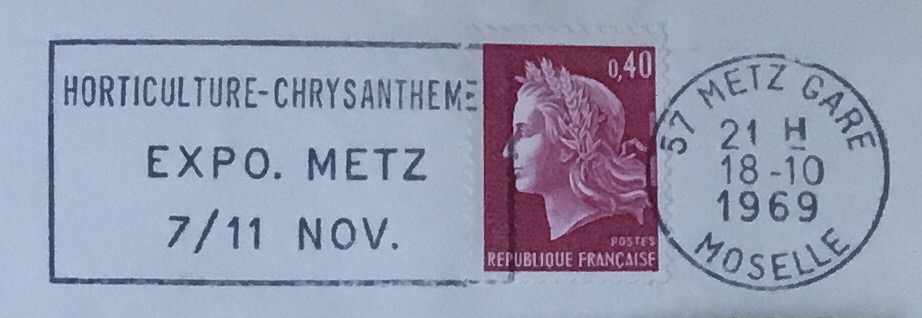 HORTICULTURE-CHRYSANTHEME
EXPO. METZ
7/11 NOV.
0,40
POSTES
REPUBLIQUE FRANÇAISE
57 METZ GARE
21 H
18-10
1969
MOSELLE